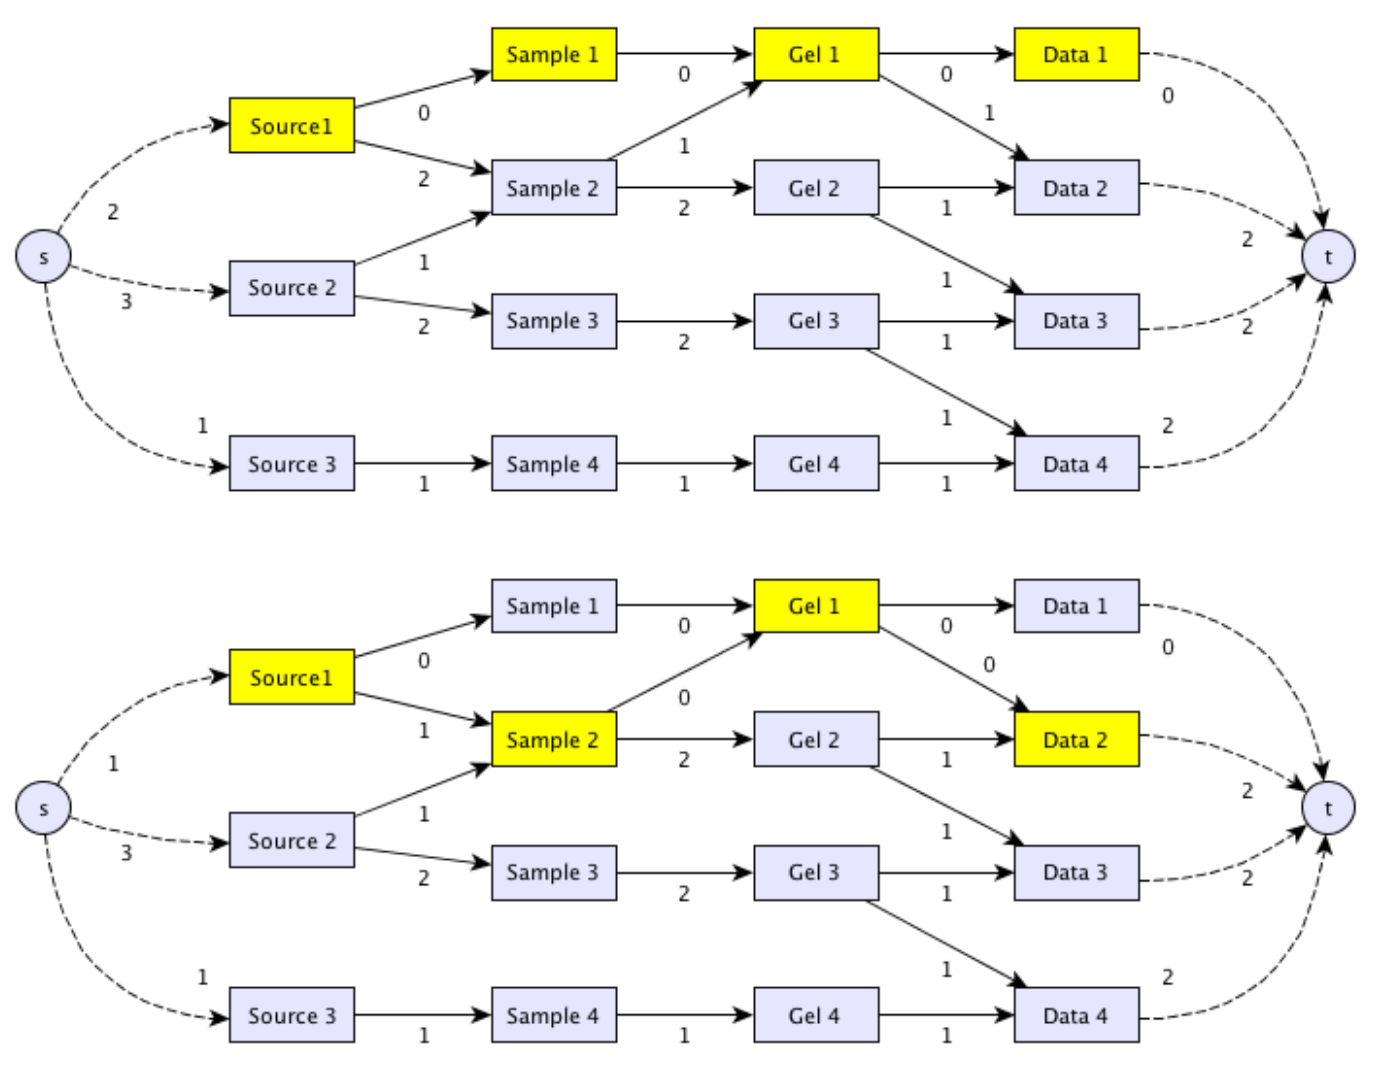 Sample 1
0
Gel 1
0
Data 1
0
Source1
0
2
1
1
2
Sample 2
2
Gel 2
1
Data 2
2
s
t
3
Source 2
1
2
Sample 3
2
Gel 3
1
1
Data 3
2
1
1
Source 3
1
Sample 4
1
Gel 4
1
Data 4
2
Sample 1
0
Gel 1
0
Data 1
0
Source1
0
1
0
0
1
Sample 2
2
Gel 2
1
Data 2
2
s
t
3
Source 2
1
2
Sample 3
2
Gel 3
1
1
Data 3
2
1
1
Source 3
1
Sample 4
1
Gel 4
1
Data 4
2